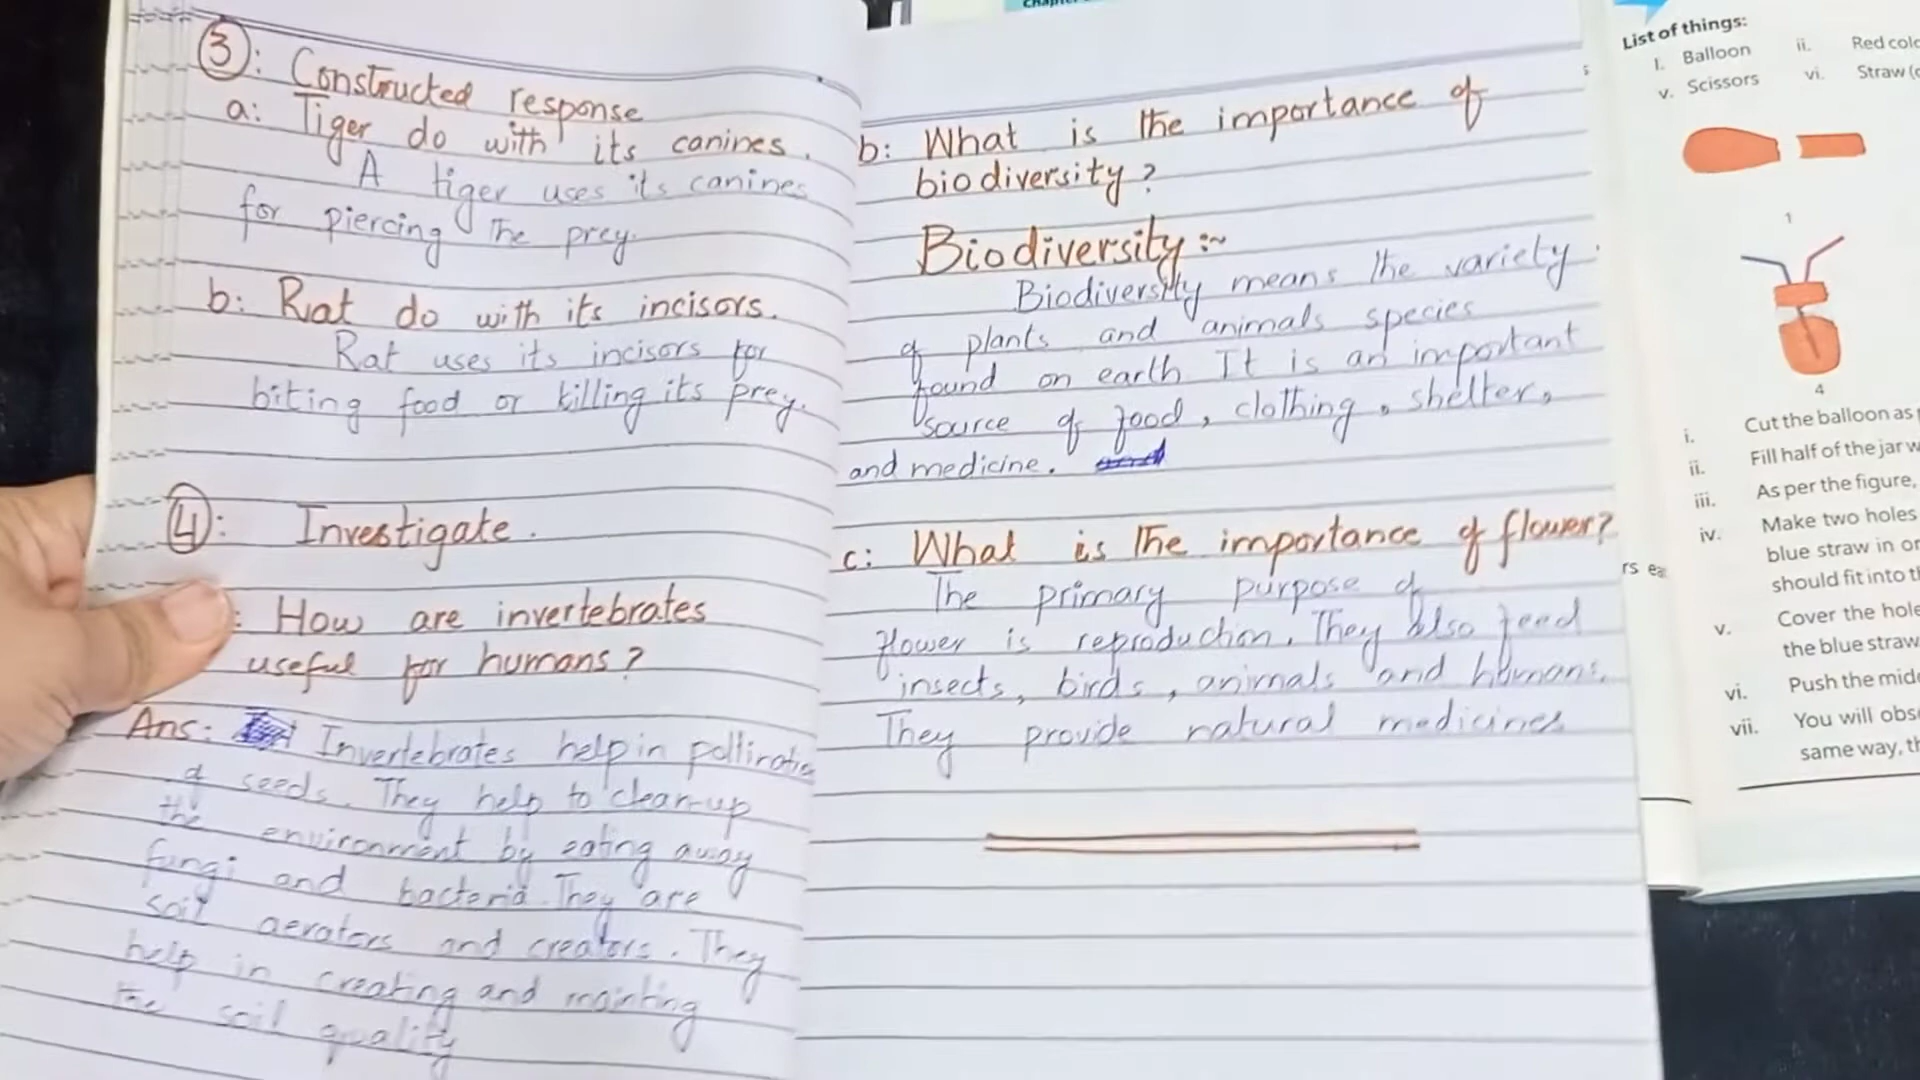 3: Constructed response
a: Tiger do with its canines.
A tiger uses its canines
for piercing the prey.
b: Rat do with its incisors.
Rat uses its incisors for
biting food or killing its prey.
4: Investigate.
: How are invertebrates
useful for humans?
Ans: Invertebrates help in pollination
of seeds. They help to clean-up
the environment by eating away
fungi and bacteria. They are
soil aerators and creators. They
help in creating and mainting
the soil quality
b: What is the importance of
biodiversity?
Biodiversity:~
Biodiversity means the variety
of plants and animals species
found on earth It is an important
source of food, clothing, shelter,
and medicine.
c: What is the importance of flower?
The primary purpose of
flower is reproduction. They also feed
insects, birds, animals and humans.
They provide natural medicines
List of things:
I. Balloon ii. Red
v. Scissors vi. Straw
1
4
i. Cut the balloon as
ii. Fill half of the jar
iii. As per the figure,
iv. Make two holes
blue straw in
should fit into
v. Cover the
the blue straw
vi. Push the
vii. You will
same way,